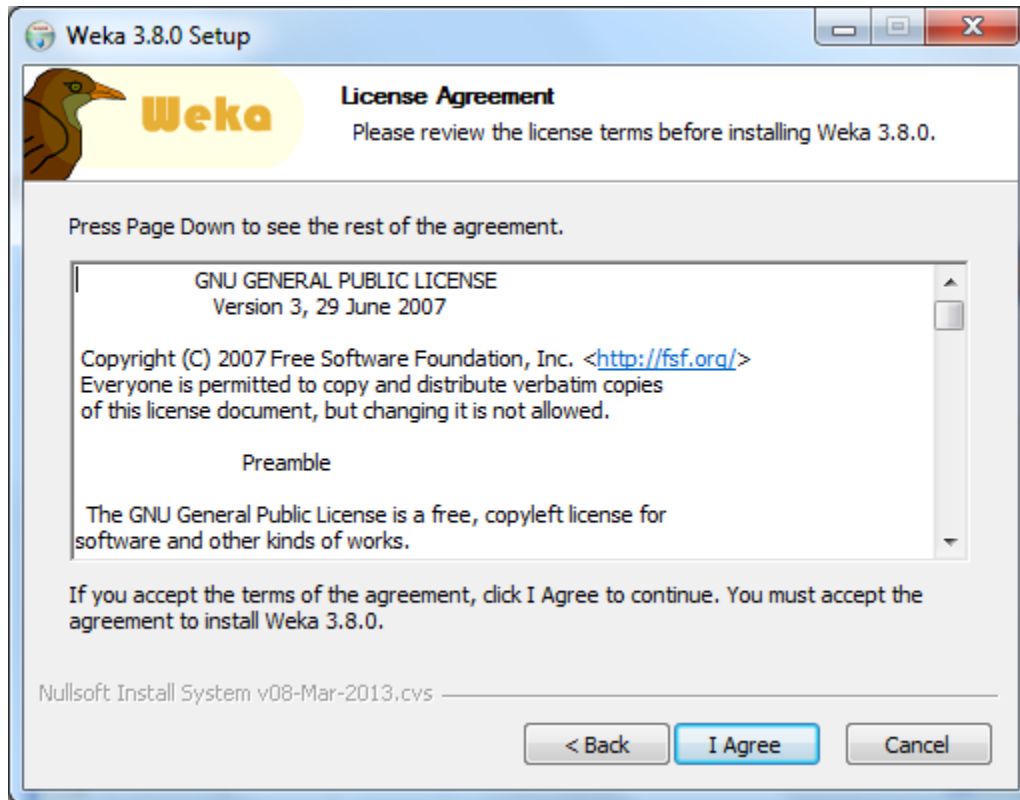 Weka 3.8.0 Setup
Weka
License Agreement
Please review the license terms before installing Weka 3.8.0.
Press Page Down to see the rest of the agreement.
GNU GENERAL PUBLIC LICENSE
Version 3, 29 June 2007
Copyright (C) 2007 Free Software Foundation, Inc. <http://fsf.org/>
Everyone is permitted to copy and distribute verbatim copies
of this license document, but changing it is not allowed.
Preamble
The GNU General Public License is a free, copyleft license for
software and other kinds of works.
If you accept the terms of the agreement, click I Agree to continue. You must accept the
agreement to install Weka 3.8.0.
Nullsoft Install System v08-Mar-2013.cvs
< Back I Agree Cancel